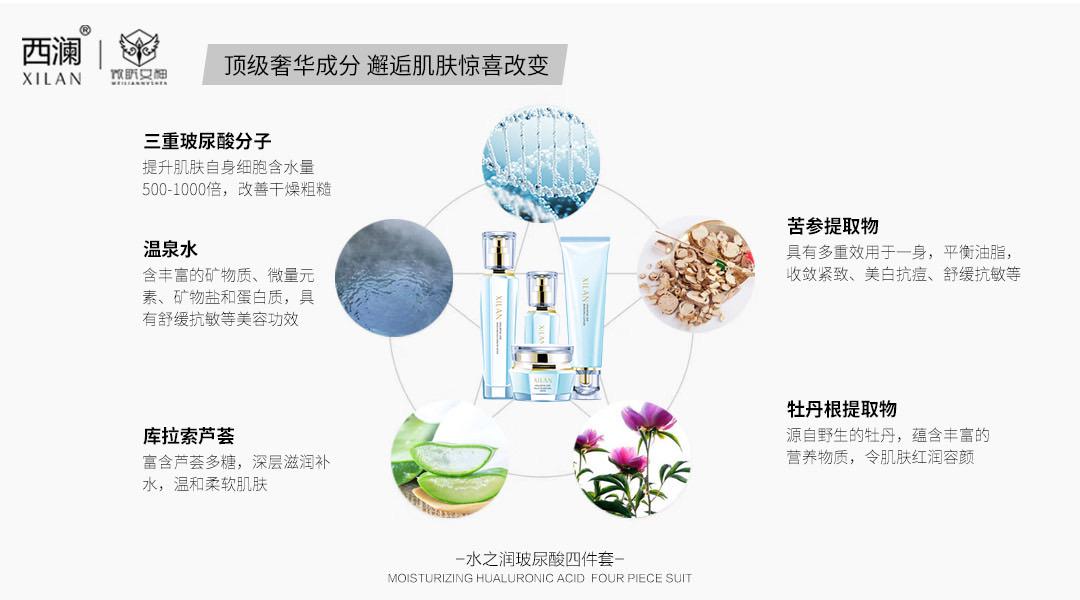 西澜®
XILAN
微眠女神
顶级奢华成分 邂逅肌肤惊喜改变
三重玻尿酸分子
提升肌肤自身细胞含水量
500-1000倍，改善干燥粗糙
温泉水
含丰富的矿物质、微量元
素、矿物盐和蛋白质，具
有舒缓抗敏等美容功效
库拉索芦荟
富含芦荟多糖，深层滋润补
水，温和柔软肌肤
苦参提取物
具有多重效用于一身，平衡油脂，
收敛紧致、美白抗痘、舒缓抗敏等
牡丹根提取物
源自野生的牡丹，蕴含丰富的
营养物质，令肌肤红润容颜
XILAN
XILAN
XILAN
XILAN
–水之润玻尿酸四件套–
MOISTURIZING HUALURONIC ACID FOUR PIECE SUIT